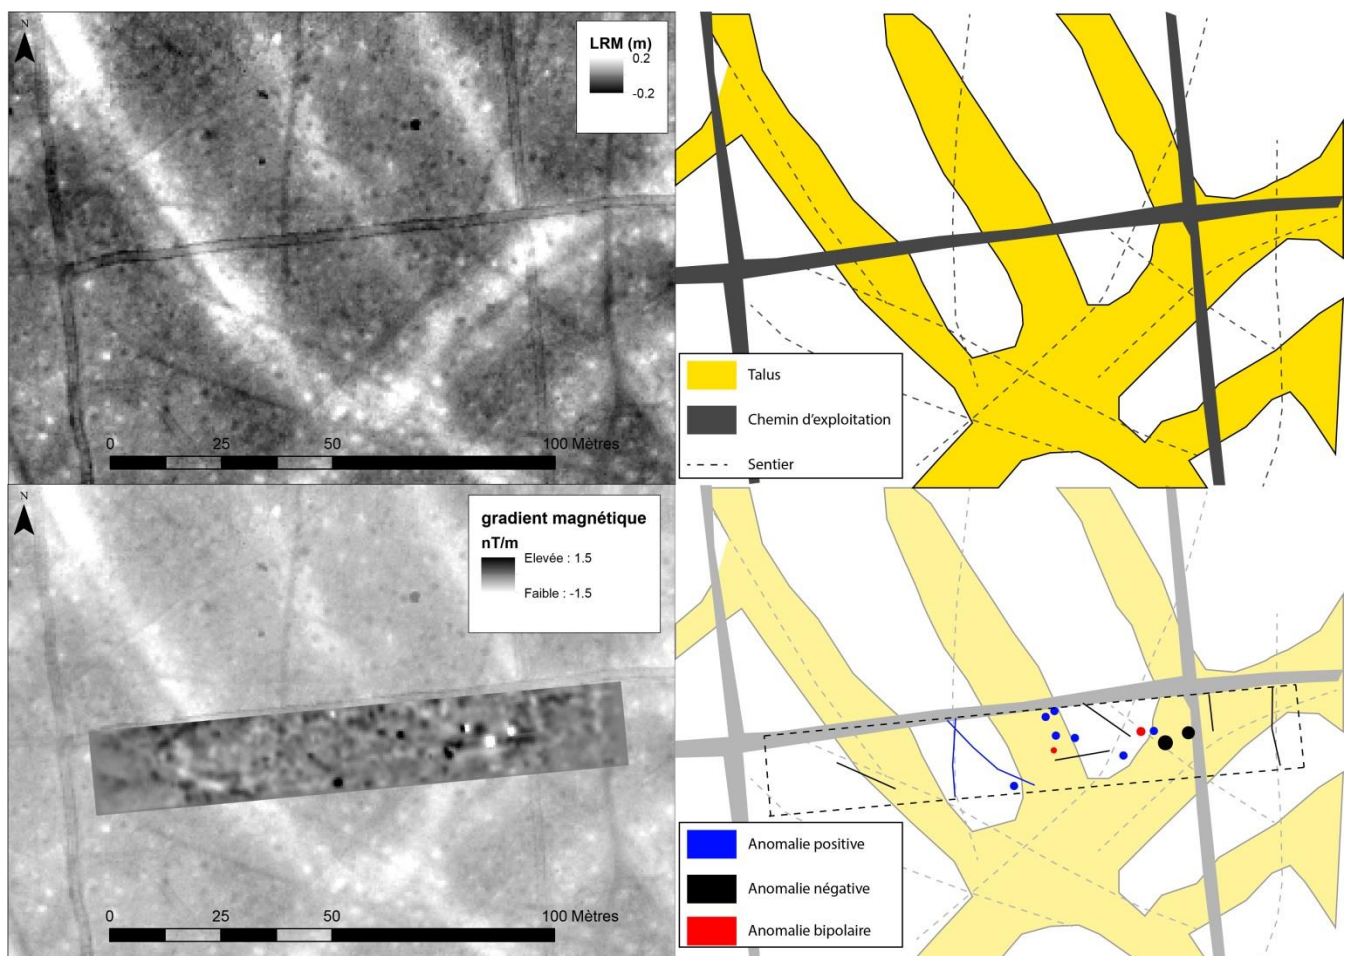 N
LRM (m)
0.2
-0.2
0 25 50 100 Mètres
Talus
Chemin d'exploitation
Sentier
N
gradient magnétique
nT/m
Elevée : 1.5
Faible : -1.5
0 25 50 100 Mètres
Anomalie positive
Anomalie négative
Anomalie bipolaire